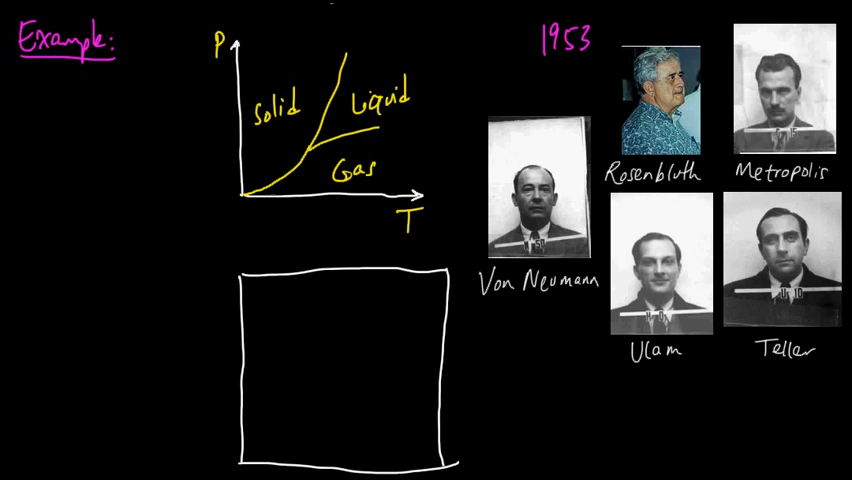 Example:
P
Solid
Liquid
Gas
T
1953
Rosenbluth
Metropolis
Von Neumann
Ulam
Teller